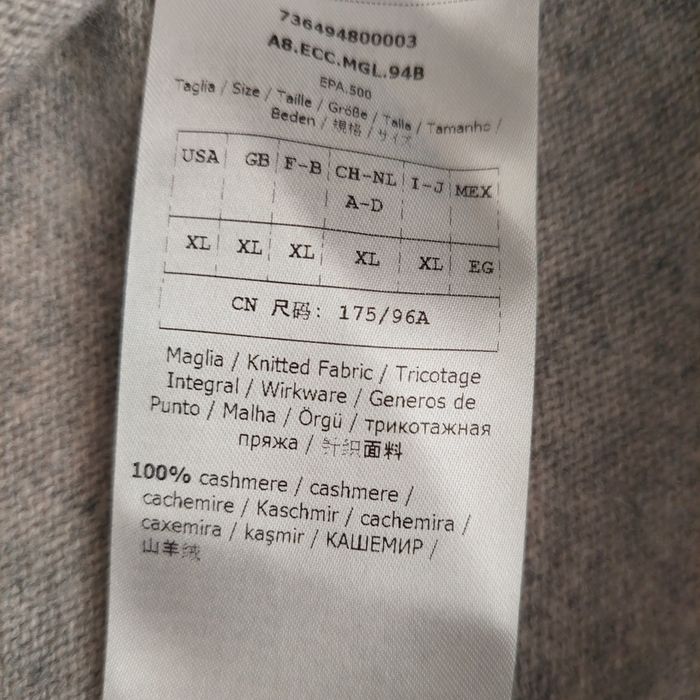 736494800003
A8.ECC.MGL.94B
EPA.500
Taglia / Size / Taille / Größe / Talla / Tamanho /
Beden / 規格 / サイズ
USA GB F-B CH-NL I-J MEX
A-D
XL XL XL XL XL EG
CN 尺码: 175/96A
Maglia / Knitted Fabric / Tricotage
Integral / Wirkware / Generos de
Punto / Malha / Örgü / трикотажная
пряжа / 针织面料
100% cashmere / cashmere /
cachemire / Kaschmir / cachemira /
caxemira / kaşmir / КАШЕМИР /
山羊绒